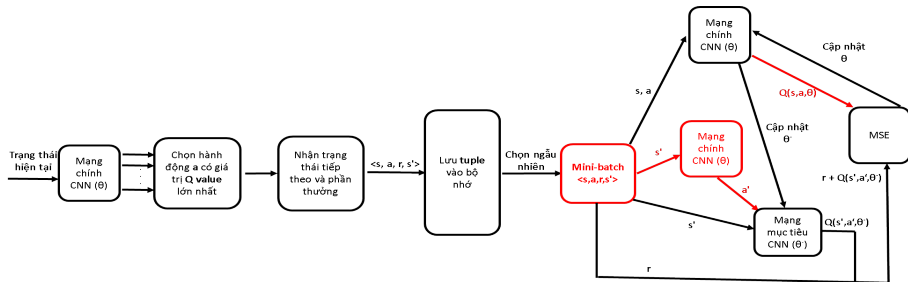 Trạng thái
hiện tại
Mạng
chính
CNN (θ)
Chọn hành
động a có giá
trị Q value
lớn nhất
Nhận trạng
thái tiếp
theo và phần
thưởng
<s, a, r, s'>
Lưu tuple
vào bộ
nhớ
Chọn ngẫu
nhiên
Mini-batch
<s,a,r,s'>
s, a
Mạng chính
CNN (θ)
Cập nhật
θ
Q(s,a,θ)
MSE
s'
Mạng
chính
CNN (θ)
a'
Cập nhật
θ⁻
s'
Mạng
mục tiêu
CNN (θ⁻)
Q(s',a',θ⁻)
r + Q(s',a',θ⁻)
r